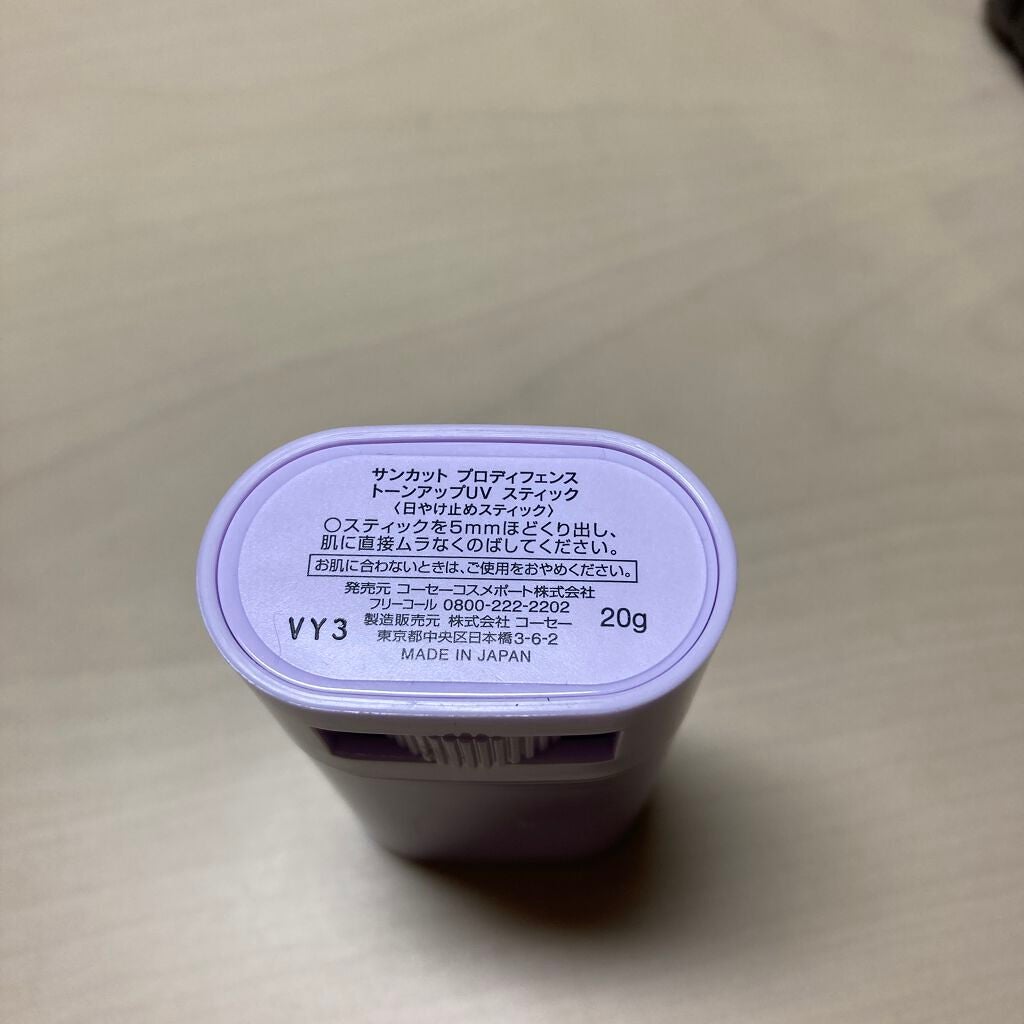 サンカット プロディフェンス
トーンアップUV スティック
〈日やけ止めスティック〉
○スティックを5mmほどくり出し、
肌に直接ムラなくのばしてください。
お肌に合わないときは、ご使用をおやめください。
発売元 コーセーコスメポート株式会社
フリーコール 0800-222-2202
製造販売元 株式会社 コーセー
東京都中央区日本橋3-6-2
MADE IN JAPAN
VY3
20g